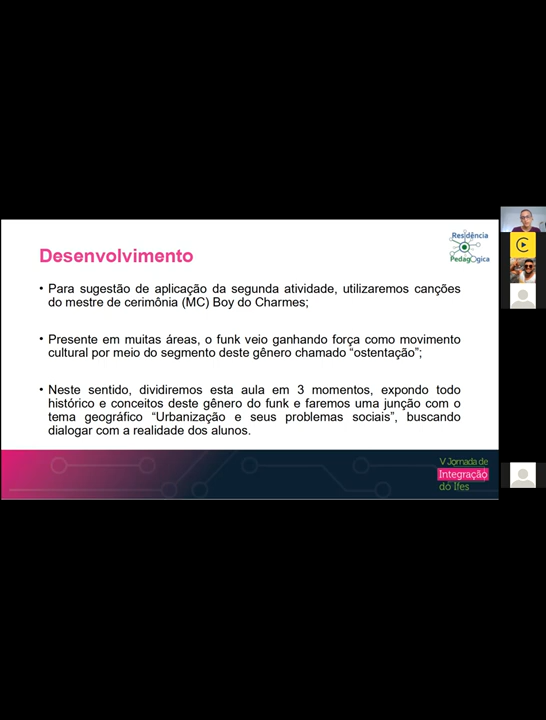 Desenvolvimento
Residência
Pedagógica
• Para sugestão de aplicação da segunda atividade, utilizaremos canções
do mestre de cerimônia (MC) Boy do Charmes;
• Presente em muitas áreas, o funk veio ganhando força como movimento
cultural por meio do segmento deste gênero chamado “ostentação”;
• Neste sentido, dividiremos esta aula em 3 momentos, expondo todo
histórico e conceitos deste gênero do funk e faremos uma junção com o
tema geográfico “Urbanização e seus problemas sociais”, buscando
dialogar com a realidade dos alunos.
V Jornada de
Integração
do Ifes